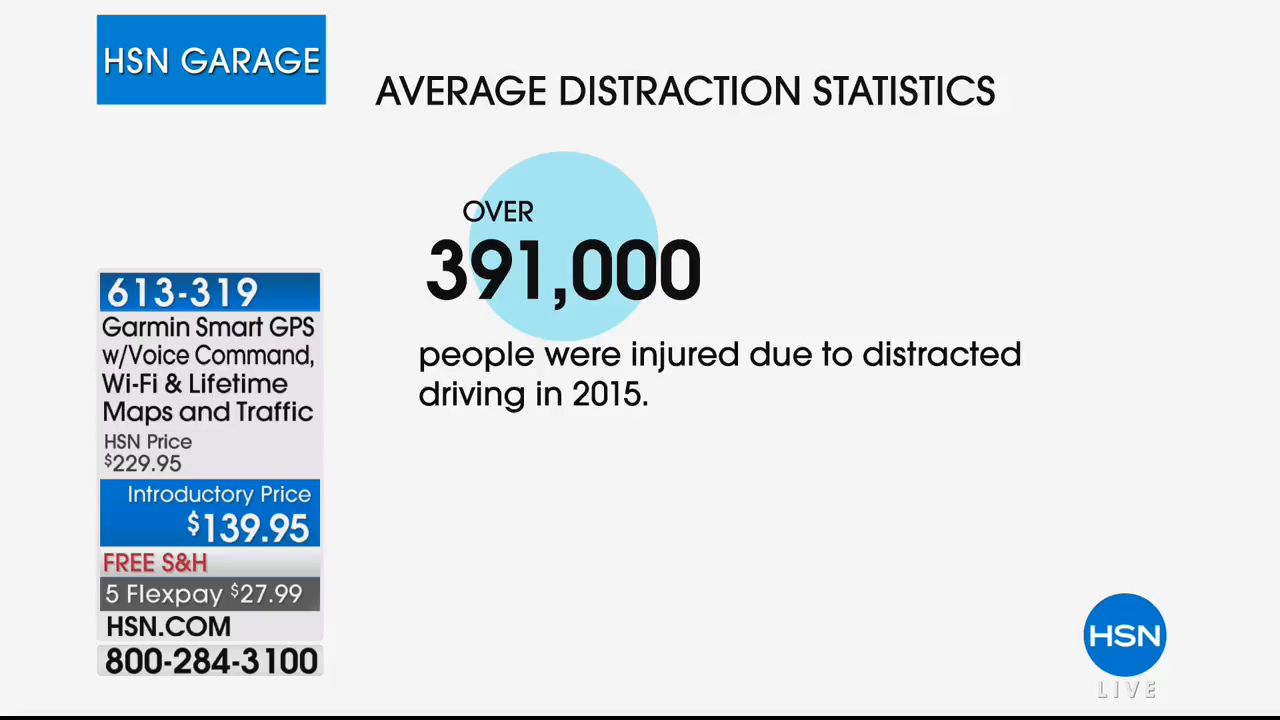 HSN GARAGE
AVERAGE DISTRACTION STATISTICS
OVER
391,000
people were injured due to distracted
driving in 2015.
613-319
Garmin Smart GPS
w/Voice Command,
Wi-Fi & Lifetime
Maps and Traffic
HSN Price
$229.95
Introductory Price
$139.95
FREE S&H
5 Flexpay $27.99
HSN.COM
800-284-3100
HSN
LIVE